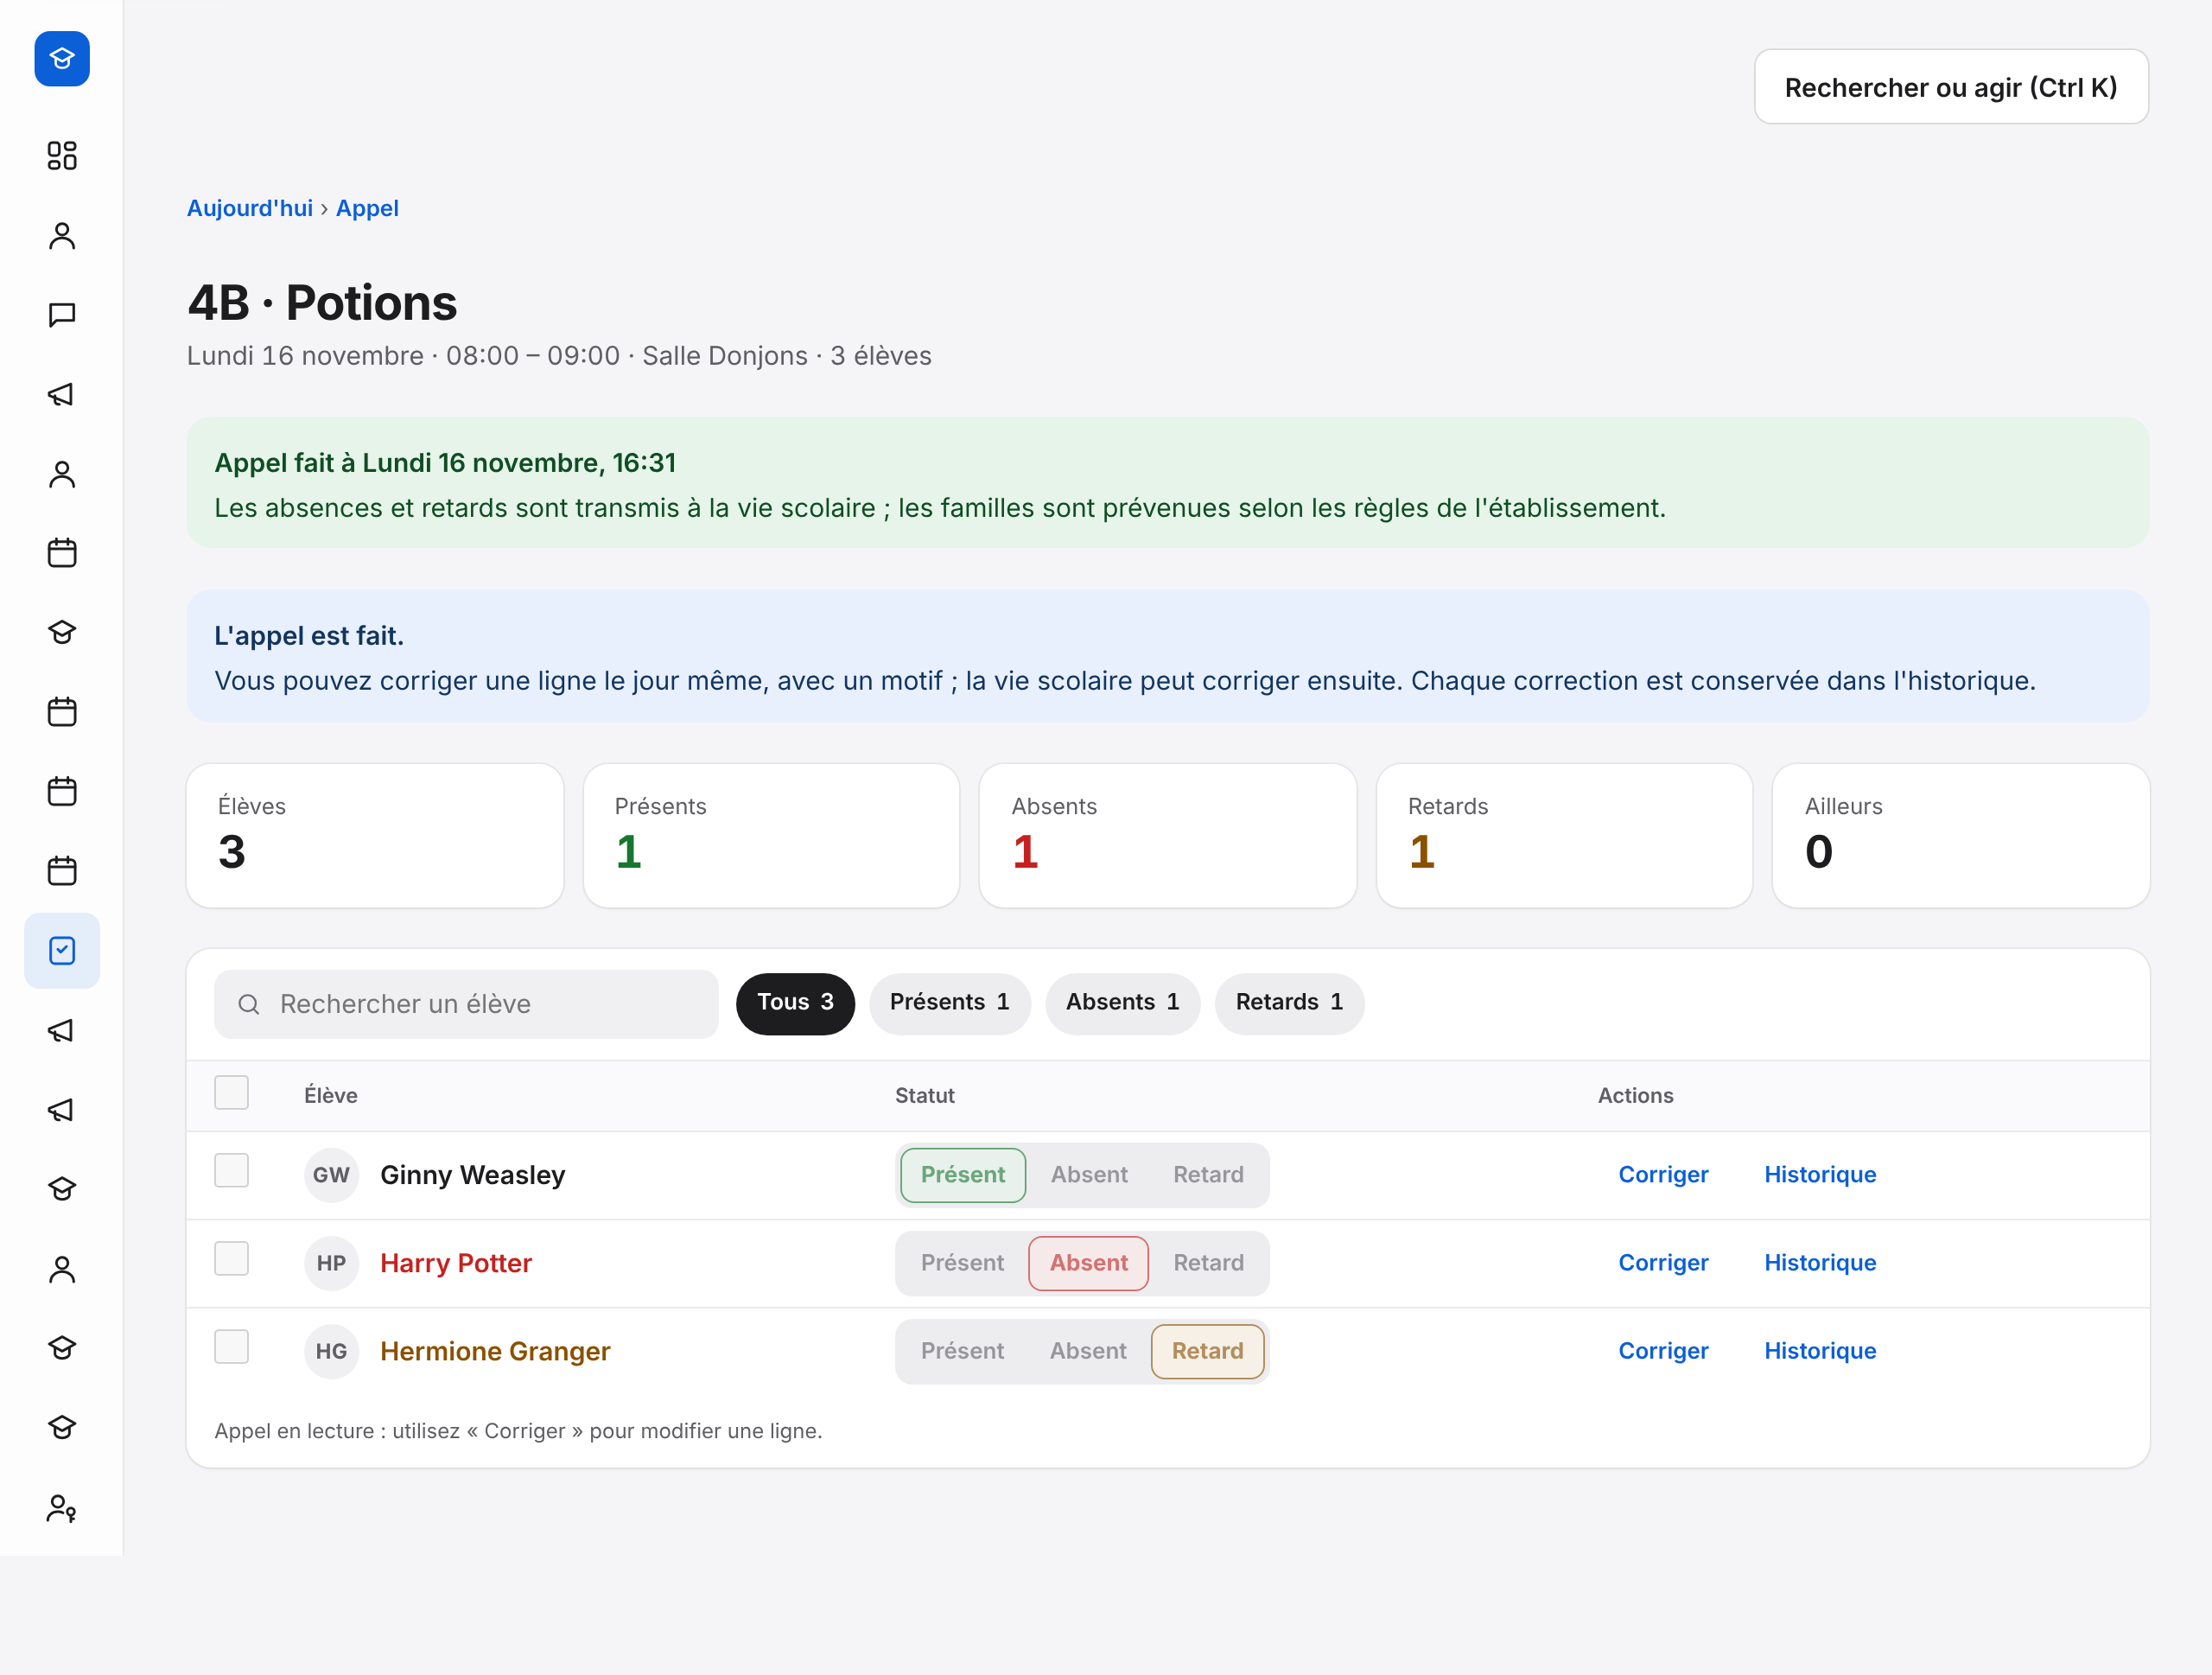 Rechercher ou agir (Ctrl K)
Aujourd'hui › Appel
4B · Potions
Lundi 16 novembre · 08:00 – 09:00 · Salle Donjons · 3 élèves
Appel fait à Lundi 16 novembre, 16:31
Les absences et retards sont transmis à la vie scolaire ; les familles sont prévenues selon les règles de l'établissement.
L'appel est fait.
Vous pouvez corriger une ligne le jour même, avec un motif ; la vie scolaire peut corriger ensuite. Chaque correction est conservée dans l'historique.
Élèves Présents Absents Retards Ailleurs
3 1 1 1 0
Rechercher un élève Tous 3 Présents 1 Absents 1 Retards 1
Élève Statut Actions
GW Ginny Weasley Présent Absent Retard Corriger Historique
HP Harry Potter Présent Absent Retard Corriger Historique
HG Hermione Granger Présent Absent Retard Corriger Historique
Appel en lecture : utilisez « Corriger » pour modifier une ligne.